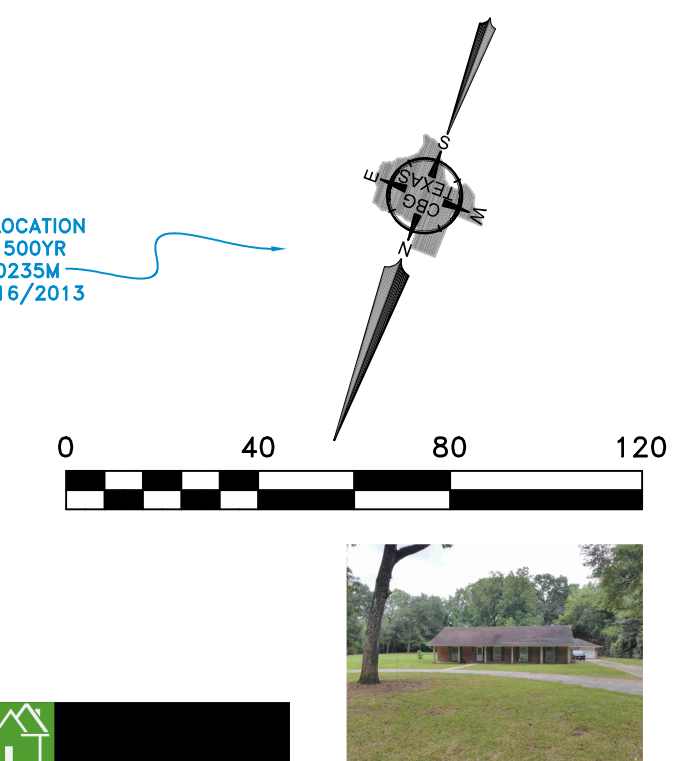 S
E
TEXAS
CBG
W
N
LOCATION
500YR
0235M
16/2013
0 40 80 120